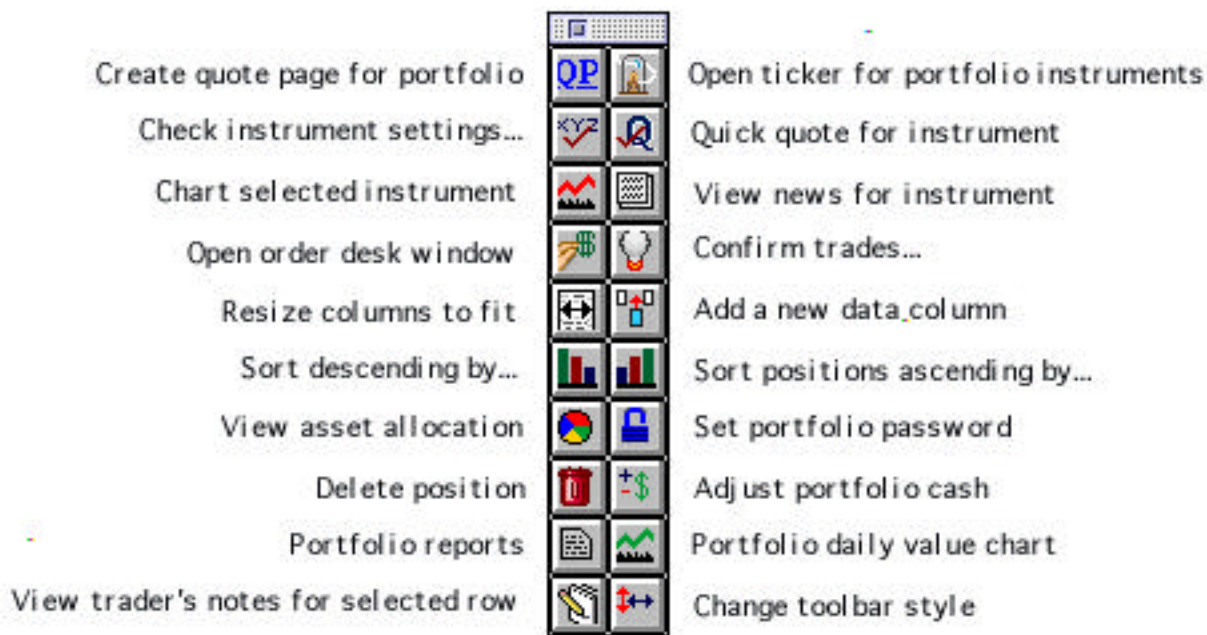 Create quote page for portfolio QP Open ticker for portfolio instruments
Check instrument settings... XYZ Q Quick quote for instrument
Chart selected instrument View news for instrument
Open order desk window $ Confirm trades...
Resize columns to fit Add a new data column
Sort descending by... Sort positions ascending by...
View asset allocation Set portfolio password
Delete position +-$ Adjust portfolio cash
Portfolio reports Portfolio daily value chart
View trader's notes for selected row Change toolbar style